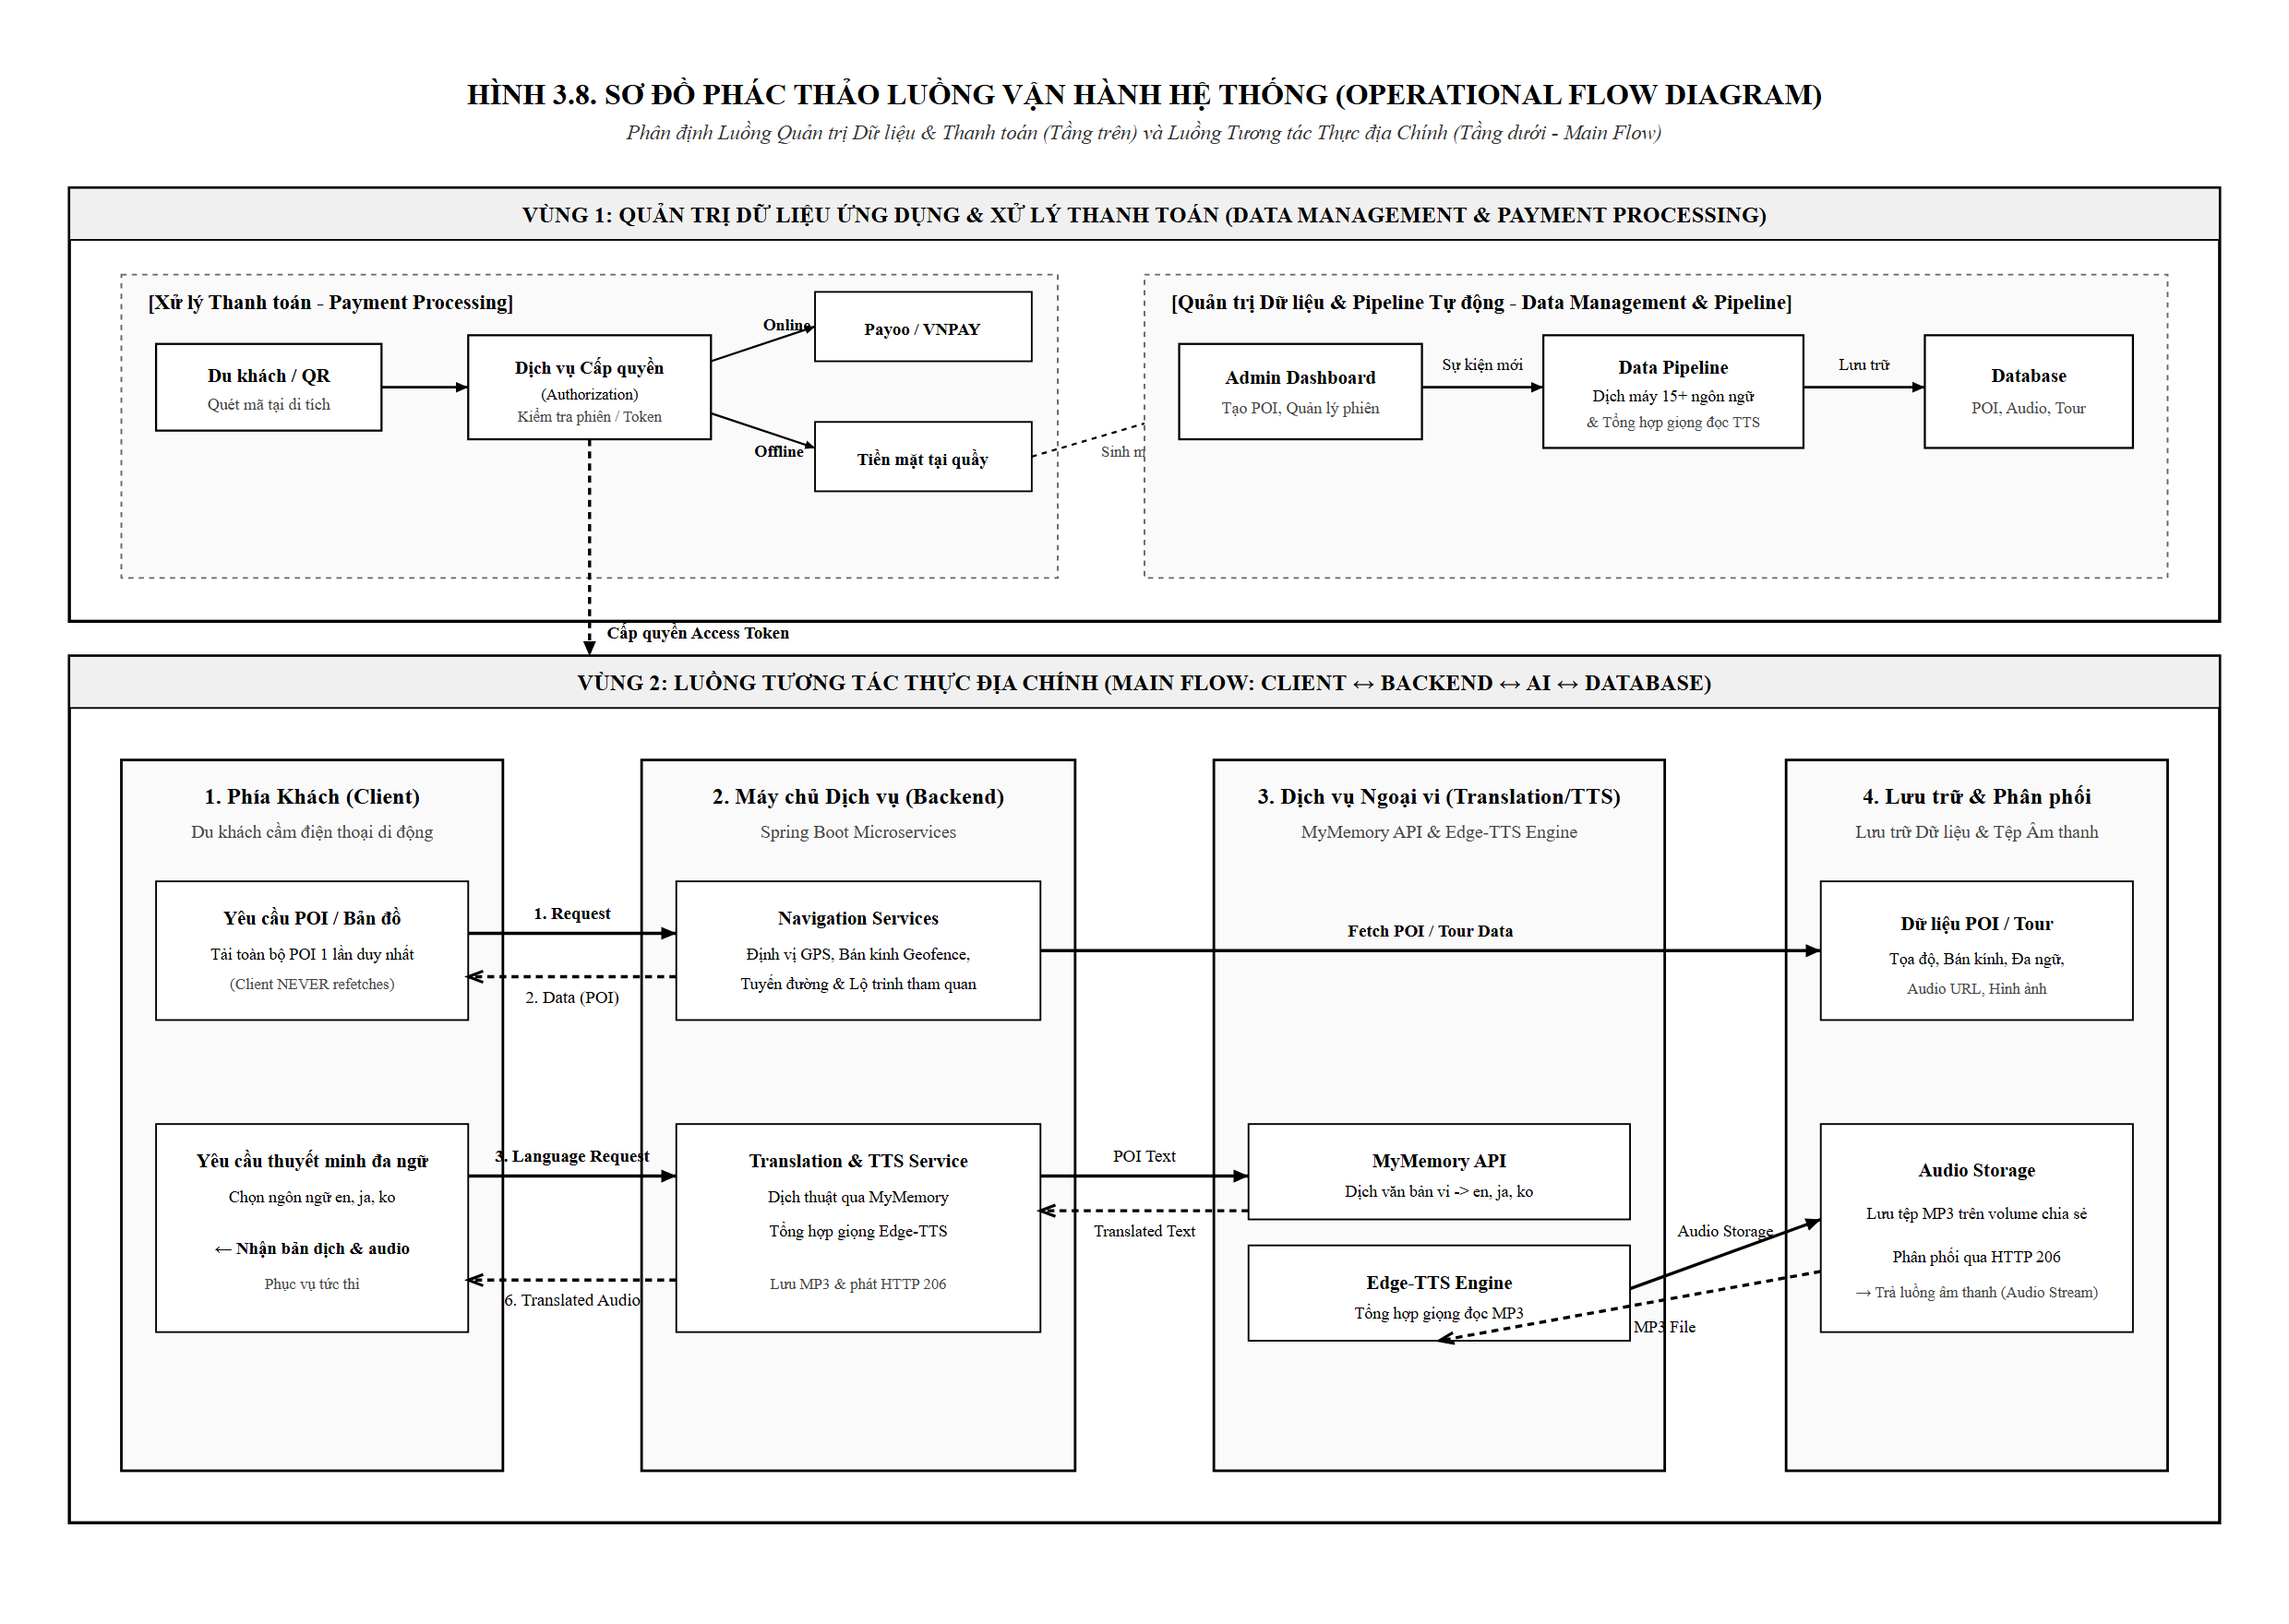 HÌNH 3.8. SƠ ĐỒ PHÁC THẢO LUỒNG VẬN HÀNH HỆ THỐNG (OPERATIONAL FLOW DIAGRAM)
Phân định Luồng Quản trị Dữ liệu & Thanh toán (Tầng trên) và Luồng Tương tác Thực địa Chính (Tầng dưới - Main Flow)
VÙNG 1: QUẢN TRỊ DỮ LIỆU ỨNG DỤNG & XỬ LÝ THANH TOÁN (DATA MANAGEMENT & PAYMENT PROCESSING)
[Xử lý Thanh toán - Payment Processing]
Du khách / QR
Quét mã tại di tích
Dịch vụ Cấp quyền
(Authorization)
Kiểm tra phiên / Token
Online
Payoo / VNPAY
Offline
Tiền mặt tại quầy
Sinh m
[Quản trị Dữ liệu & Pipeline Tự động - Data Management & Pipeline]
Admin Dashboard
Tạo POI, Quản lý phiên
Sự kiện mới
Data Pipeline
Dịch máy 15+ ngôn ngữ
& Tổng hợp giọng đọc TTS
Lưu trữ
Database
POI, Audio, Tour
Cấp quyền Access Token
VÙNG 2: LUỒNG TƯƠNG TÁC THỰC ĐỊA CHÍNH (MAIN FLOW: CLIENT ↔ BACKEND ↔ AI ↔ DATABASE)
1. Phía Khách (Client)
Du khách cầm điện thoại di động
Yêu cầu POI / Bản đồ
Tải toàn bộ POI 1 lần duy nhất
(Client NEVER refetches)
1. Request
2. Data (POI)
Yêu cầu thuyết minh đa ngữ
Chọn ngôn ngữ en, ja, ko
← Nhận bản dịch & audio
Phục vụ tức thì
3. Language Request
6. Translated Audio
2. Máy chủ Dịch vụ (Backend)
Spring Boot Microservices
Navigation Services
Định vị GPS, Bán kính Geofence,
Tuyến đường & Lộ trình tham quan
Translation & TTS Service
Dịch thuật qua MyMemory
Tổng hợp giọng Edge-TTS
Lưu MP3 & phát HTTP 206
POI Text
Translated Text
3. Dịch vụ Ngoại vi (Translation/TTS)
MyMemory API & Edge-TTS Engine
Fetch POI / Tour Data
MyMemory API
Dịch văn bản vi -> en, ja, ko
Edge-TTS Engine
Tổng hợp giọng đọc MP3
Audio Storage
MP3 File
4. Lưu trữ & Phân phối
Lưu trữ Dữ liệu & Tệp Âm thanh
Dữ liệu POI / Tour
Tọa độ, Bán kính, Đa ngữ,
Audio URL, Hình ảnh
Audio Storage
Lưu tệp MP3 trên volume chia sẻ
Phân phối qua HTTP 206
→ Trả luồng âm thanh (Audio Stream)